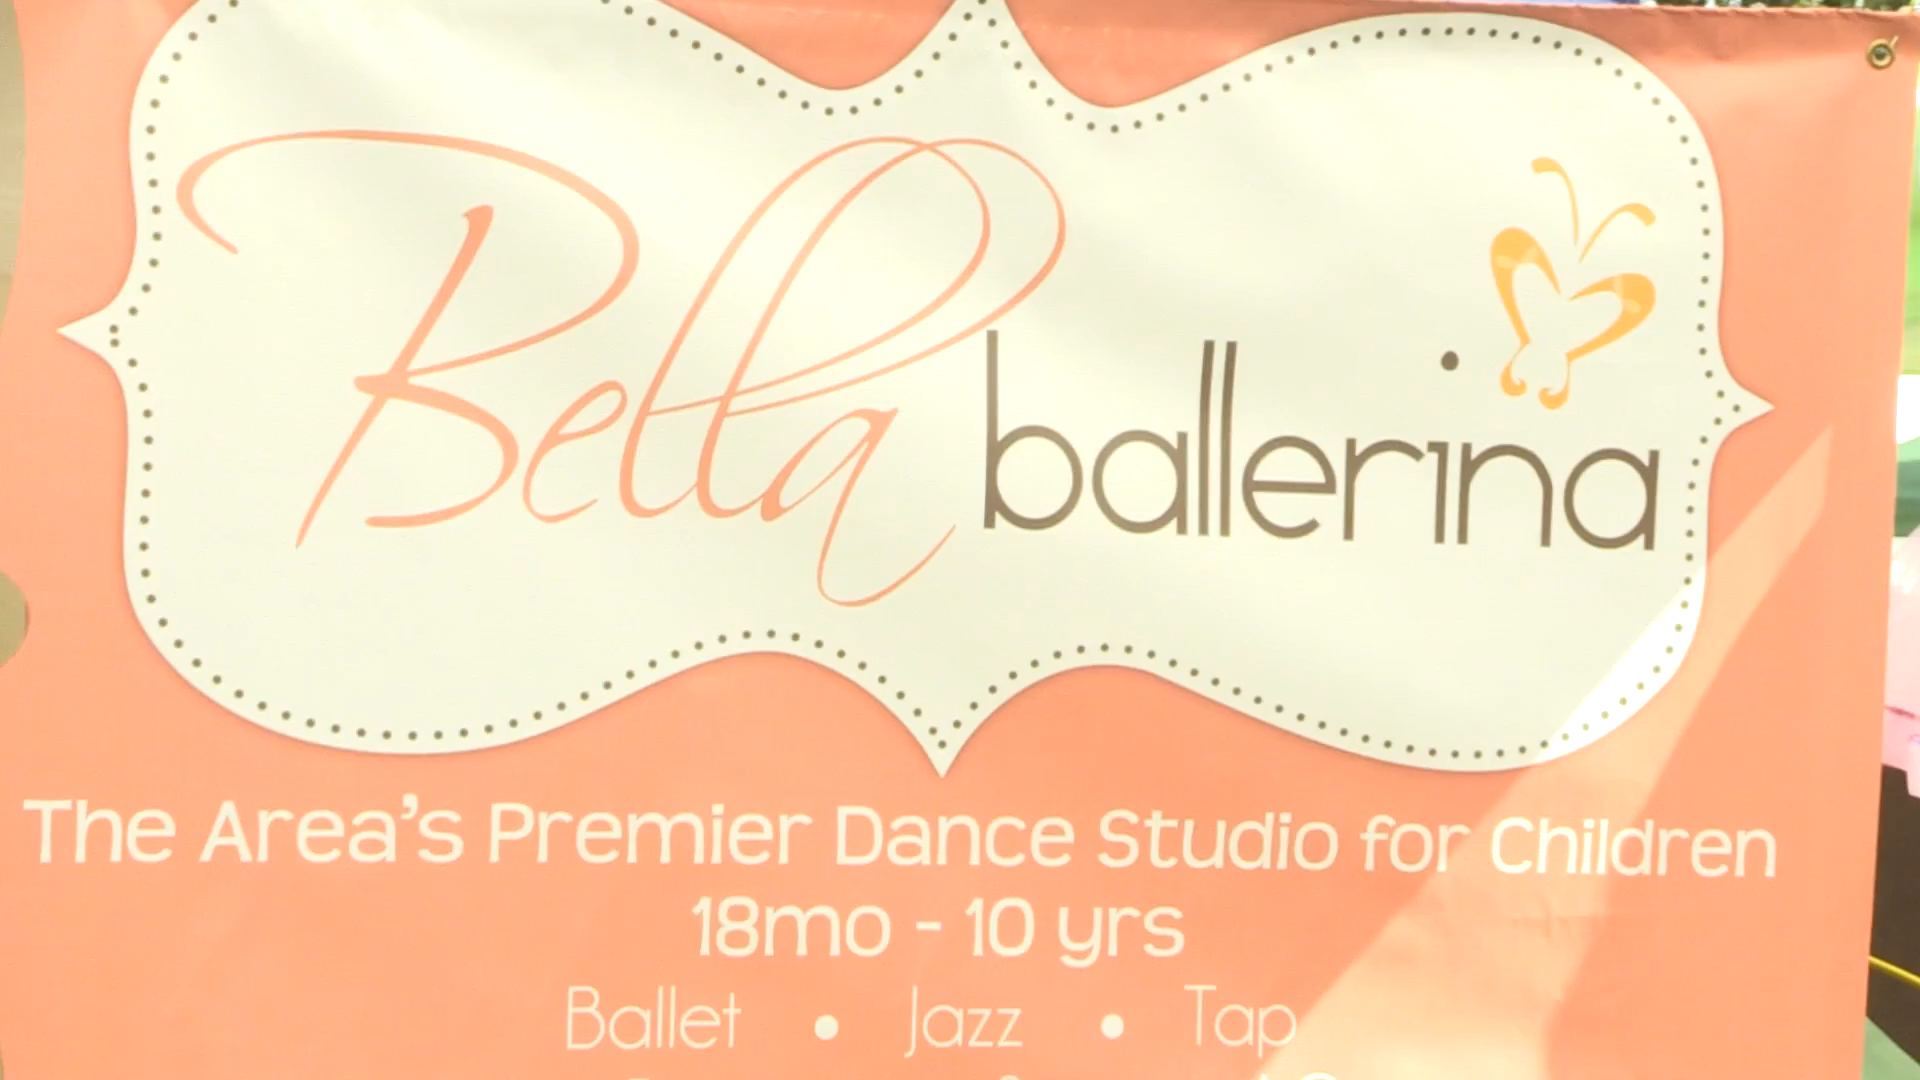 Bella ballerina
The Area's Premier Dance Studio for Children
18mo - 10 yrs
Ballet • Jazz • Tap